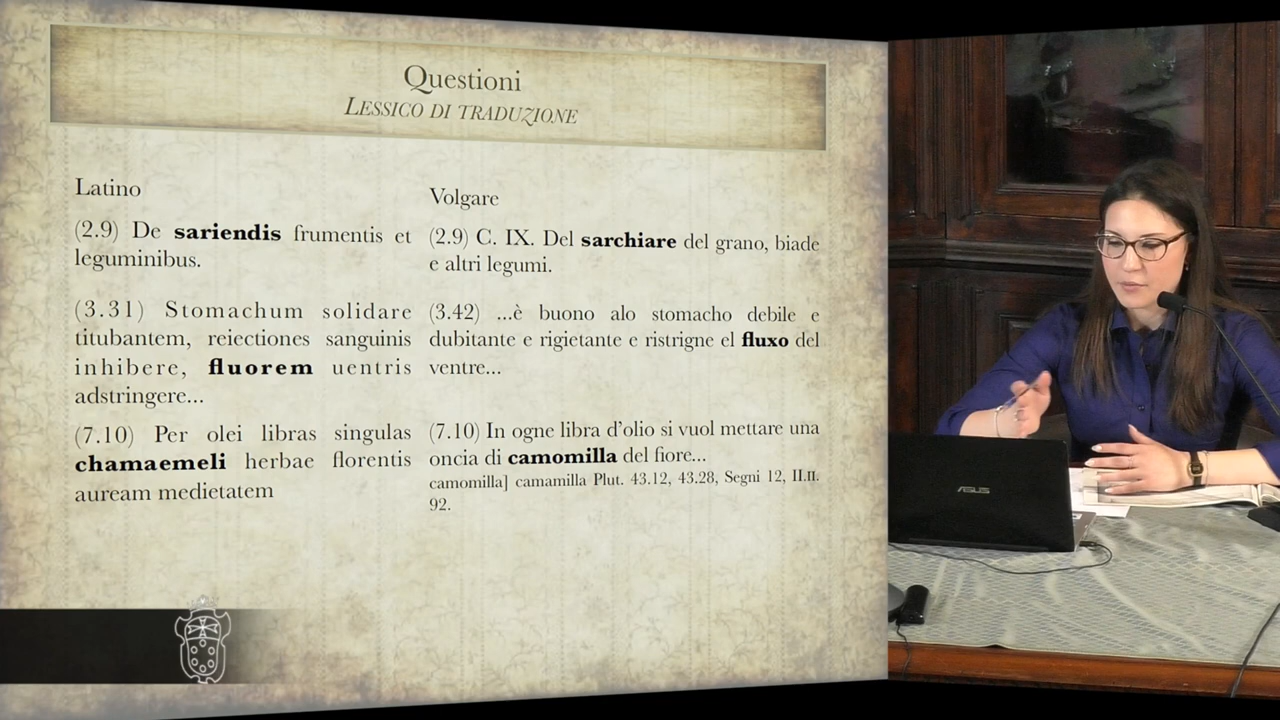 Questioni
LESSICO DI TRADUZIONE
Latino
(2.9) De sariendis frumentis et
leguminibus.
(3.31) Stomachum solidare
titubantem, reiectiones sanguinis
inhibere, fluorem uentris
adstringere...
(7.10) Per olei libras singulas
chamaemeli herbae florentis
auream medietatem
Volgare
(2.9) C. IX. Del sarchiare del grano, biade
e altri legumi.
(3.42) ...è buono alo stomacho debile e
dubitante e rigietante e ristrigne el fluxo del
ventre...
(7.10) In ogne libra d'olio si vuol mettare una
oncia di camomilla del fiore...
camomilla] camamilla Plut. 43.12, 43.28, Segni 12, II.II.
92.
ASUS